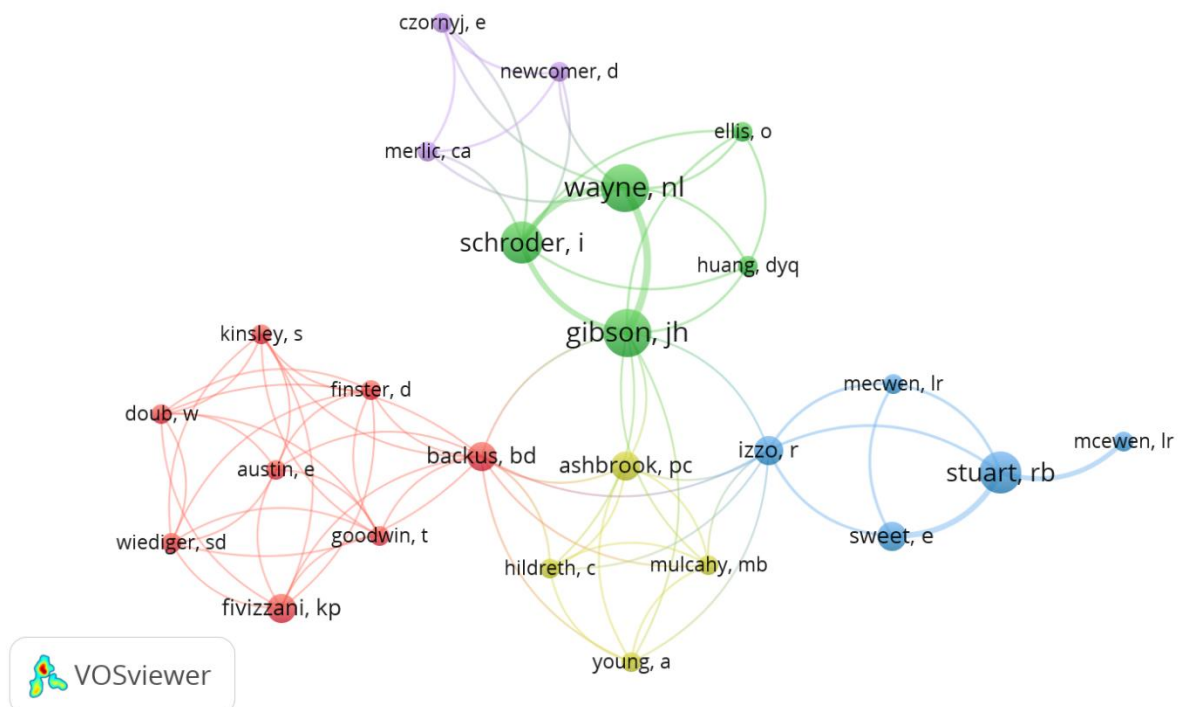 czornyj, e
newcomer, d
ellis, o
merlic, ca
wayne, nl
schroder, i
huang, dyq
gibson, jh
kinsley, s
finster, d
mecwen, lr
doub, w
mcewen, lr
backus, bd
ashbrook, pc
izzo, r
austin, e
stuart, rb
wiediger, sd
goodwin, t
sweet, e
hildreth, c
mulcahy, mb
fivizzani, kp
young, a
VOSviewer